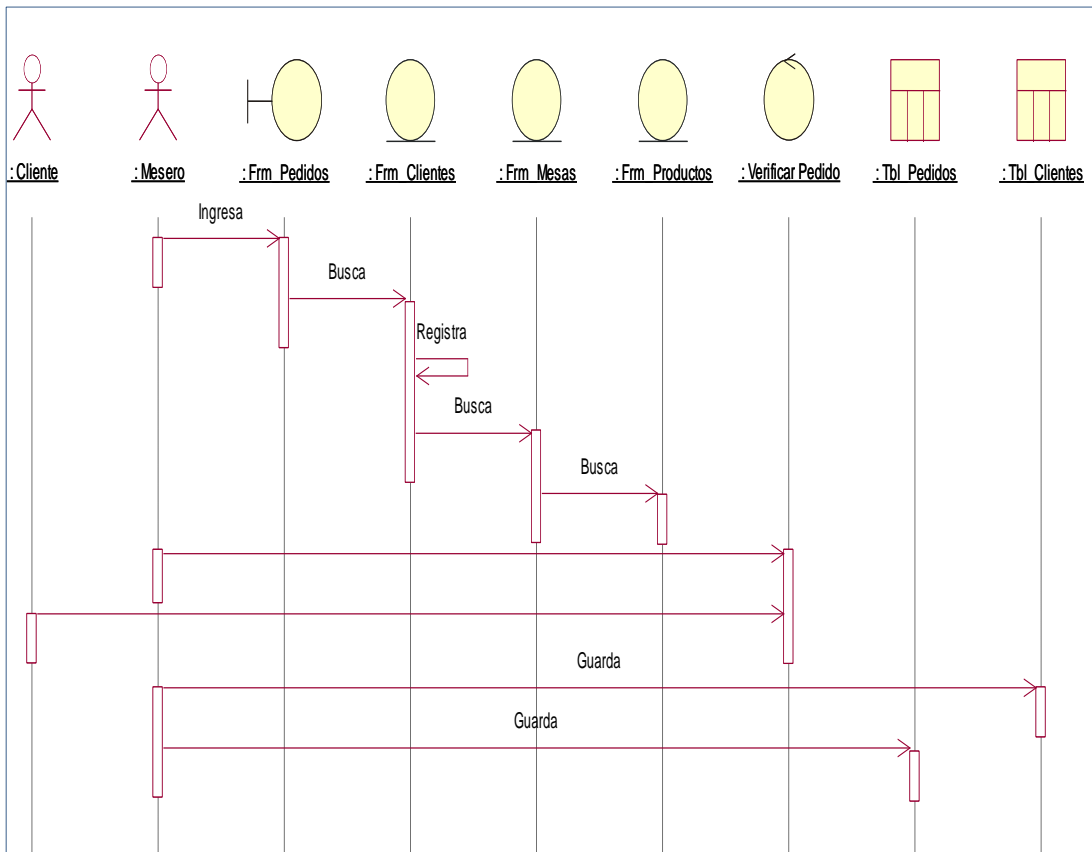 : Cliente
: Mesero
: Frm_Pedidos
: Frm_Clientes
: Frm_Mesas
: Frm_Productos
: Verificar Pedido
: Tbl_Pedidos
: Tbl_Clientes
Ingresa
Busca
Registra
Busca
Busca
Guarda
Guarda